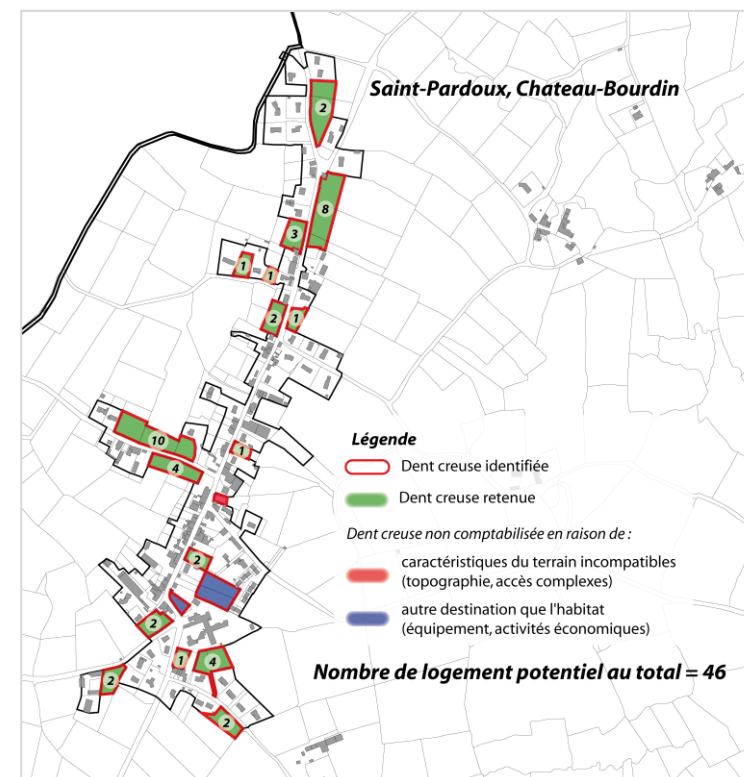 Saint-Pardoux, Chateau-Bourdin
2
8
3
1
1
2
1
10
4
1
2
2
1
4
2
2
Légende
Dent creuse identifiée
Dent creuse retenue
Dent creuse non comptabilisée en raison de :
caractéristiques du terrain incompatibles
(topographie, accès complexes)
autre destination que l'habitat
(équipement, activités économiques)
Nombre de logement potentiel au total = 46